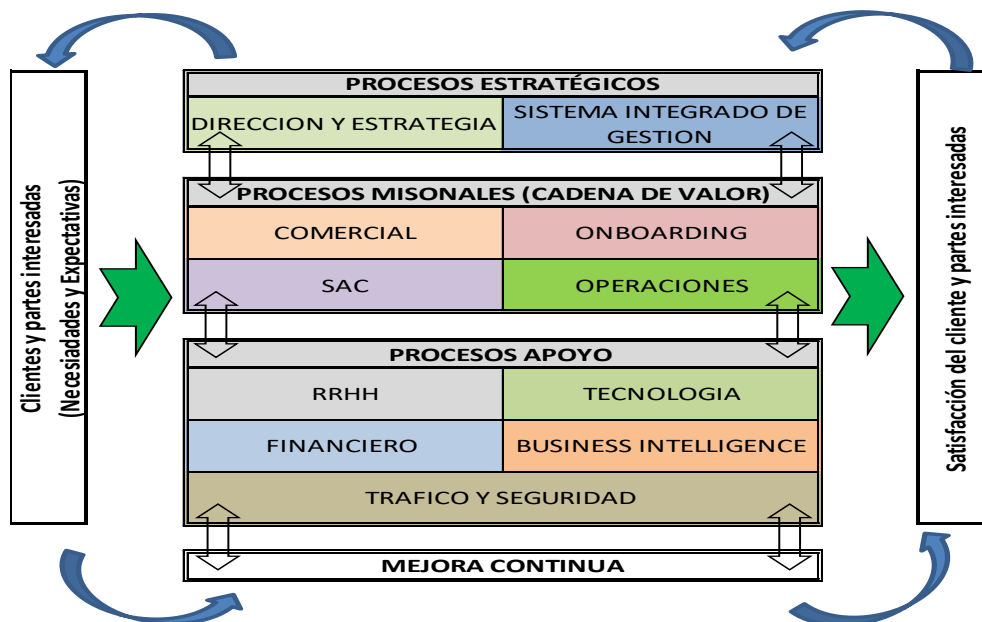 Clientes y partes interesadas
(Necesiadades y Expectativas)
PROCESOS ESTRATÉGICOS
DIRECCION Y ESTRATEGIA
SISTEMA INTEGRADO DE
GESTION
PROCESOS MISONALES (CADENA DE VALOR)
COMERCIAL
ONBOARDING
SAC
OPERACIONES
PROCESOS APOYO
RRHH
TECNOLOGIA
FINANCIERO
BUSINESS INTELLIGENCE
TRAFICO Y SEGURIDAD
MEJORA CONTINUA
Satisfacción del cliente y partes interesadas